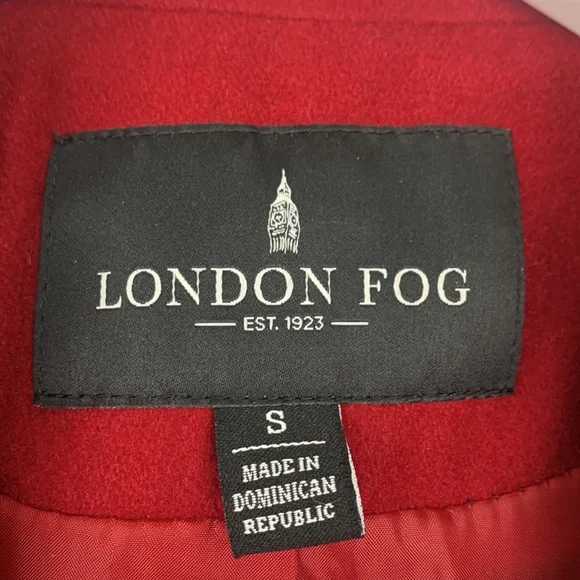 LONDON FOG
EST. 1923
S
MADE IN
DOMINICAN
REPUBLIC